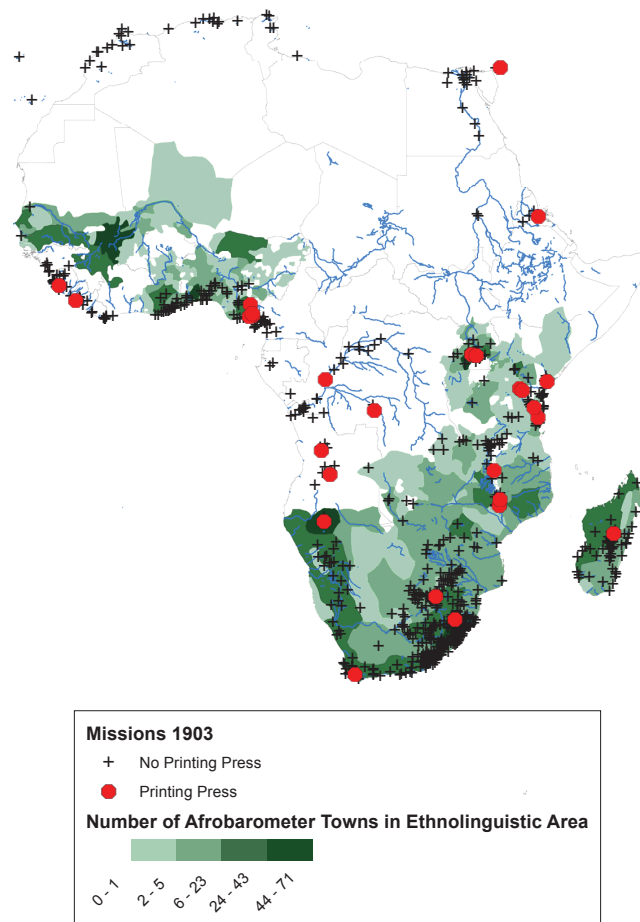 Missions 1903
No Printing Press
Printing Press
Number of Afrobarometer Towns in Ethnolinguistic Area
0 - 1
2 - 5
6 - 23
24 - 43
44 - 71